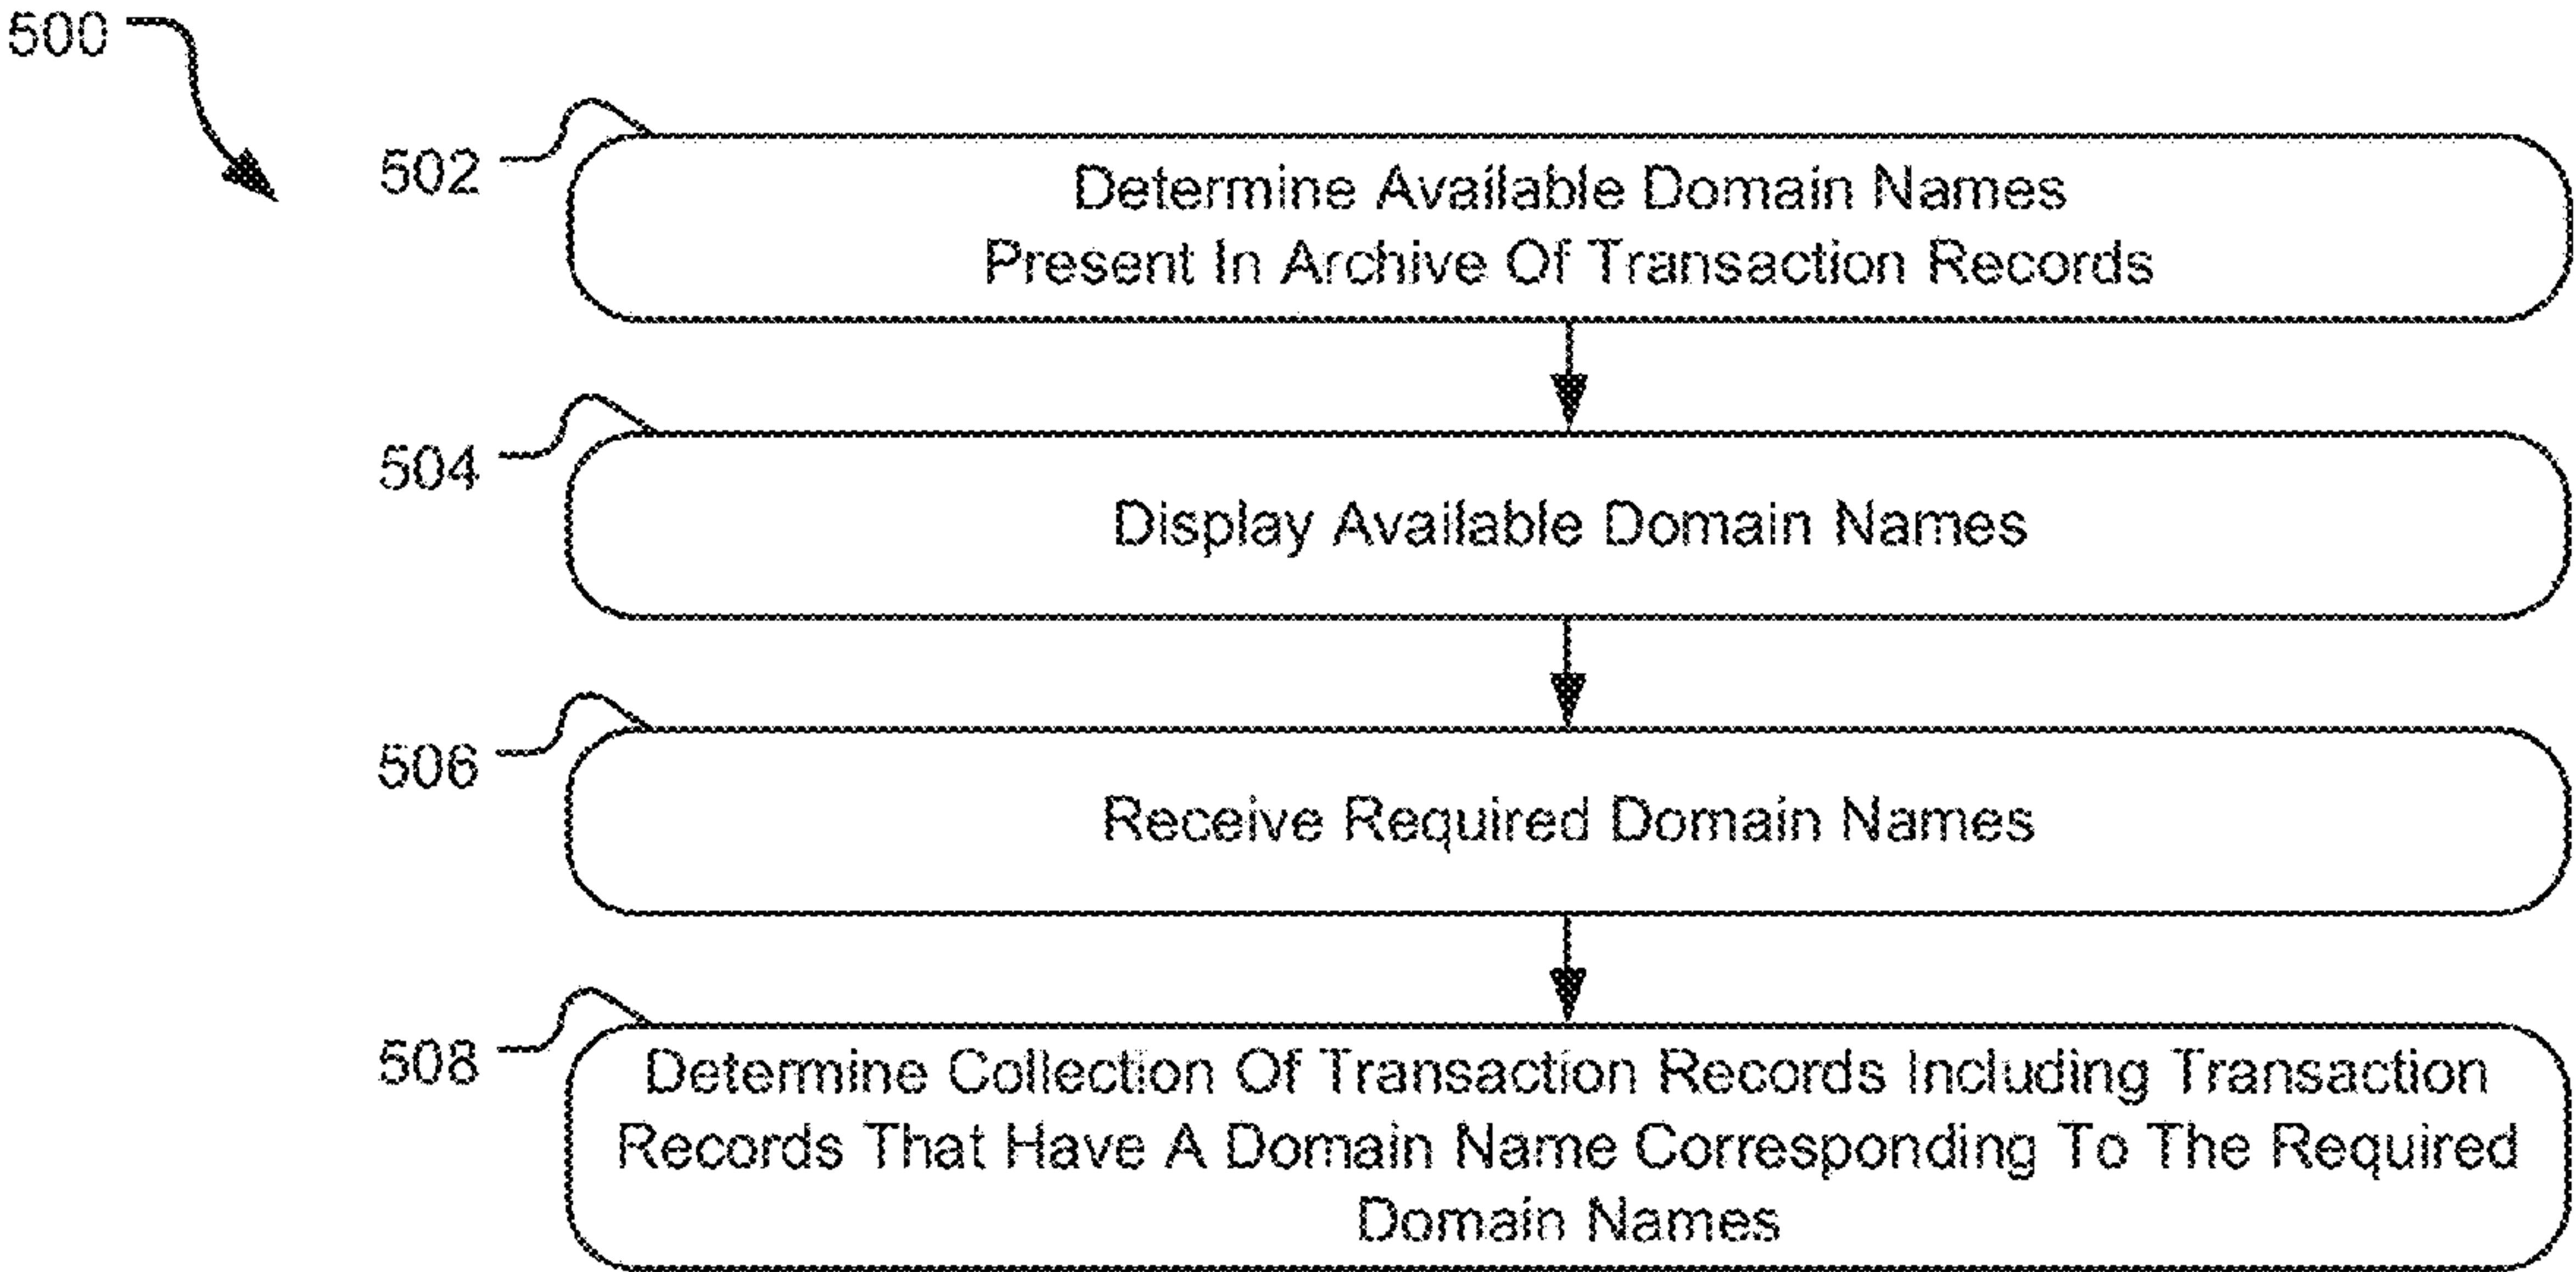 500
502
Determine Available Domain Names
Present In Archive Of Transaction Records
504
Display Available Domain Names
506
Receive Required Domain Names
508
Determine Collection Of Transaction Records Including Transaction
Records That Have A Domain Name Corresponding To The Required
Domain Names